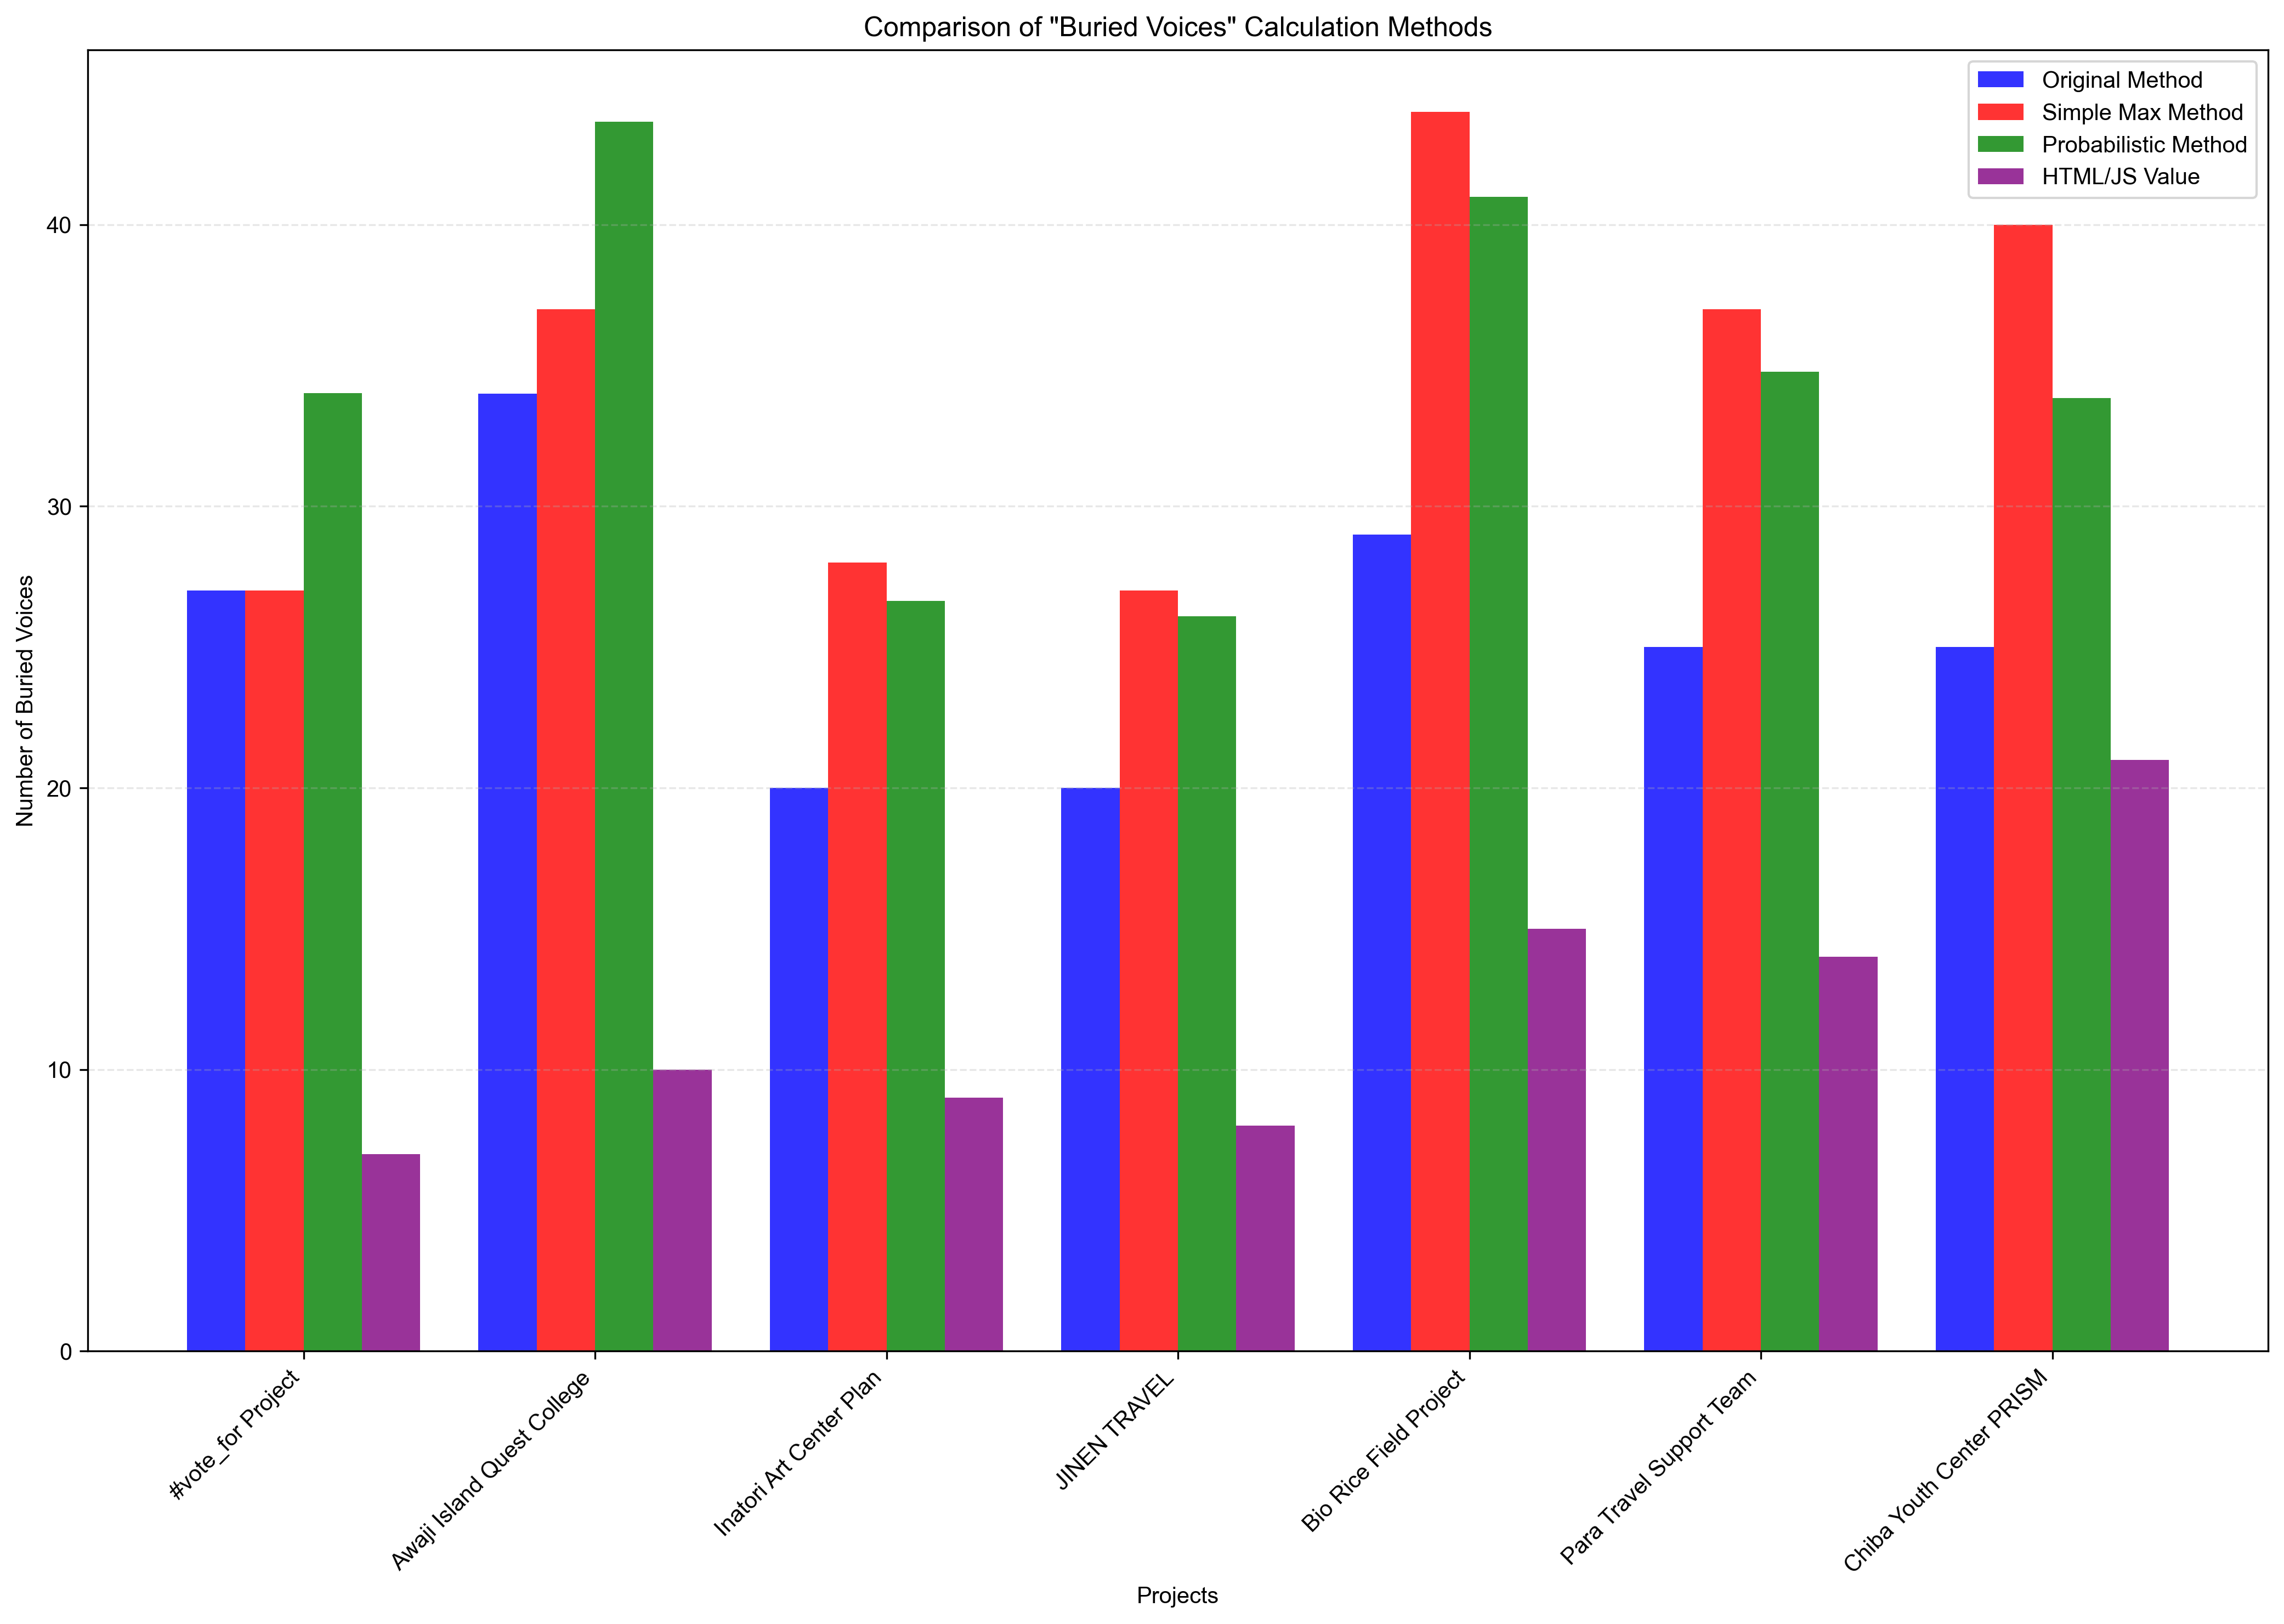 Comparison of "Buried Voices" Calculation Methods
Original Method
Simple Max Method
Probabilistic Method
HTML/JS Value
Number of Buried Voices
40
30
20
10
0
#vote_for Project
Awaji Island Quest College
Inatori Art Center Plan
JINEN TRAVEL
Bio Rice Field Project
Para Travel Support Team
Chiba Youth Center PRISM
Projects